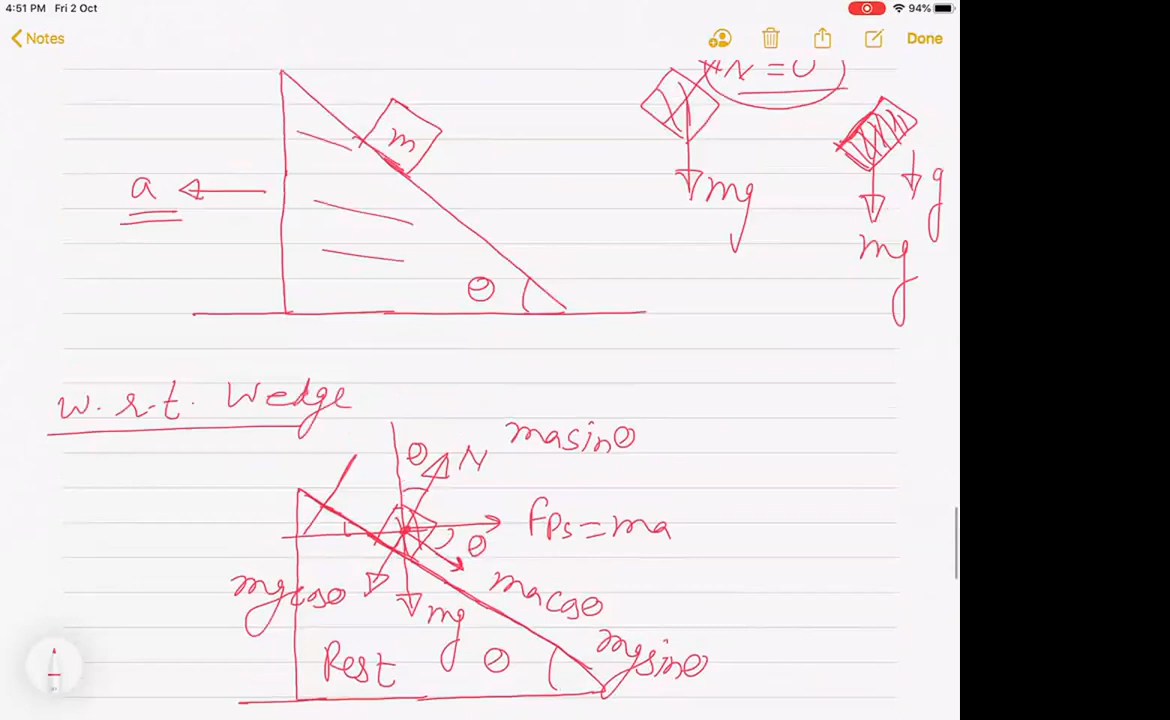 4:51 PM Fri 2 Oct
94%
Notes
Done
N = 0
m
a
mg
g
mg
θ
w.r.t. Wedge
masinθ
θ
N
fps = ma
θ
mgcosθ
macosθ
mg
mgsinθ
Rest
θ